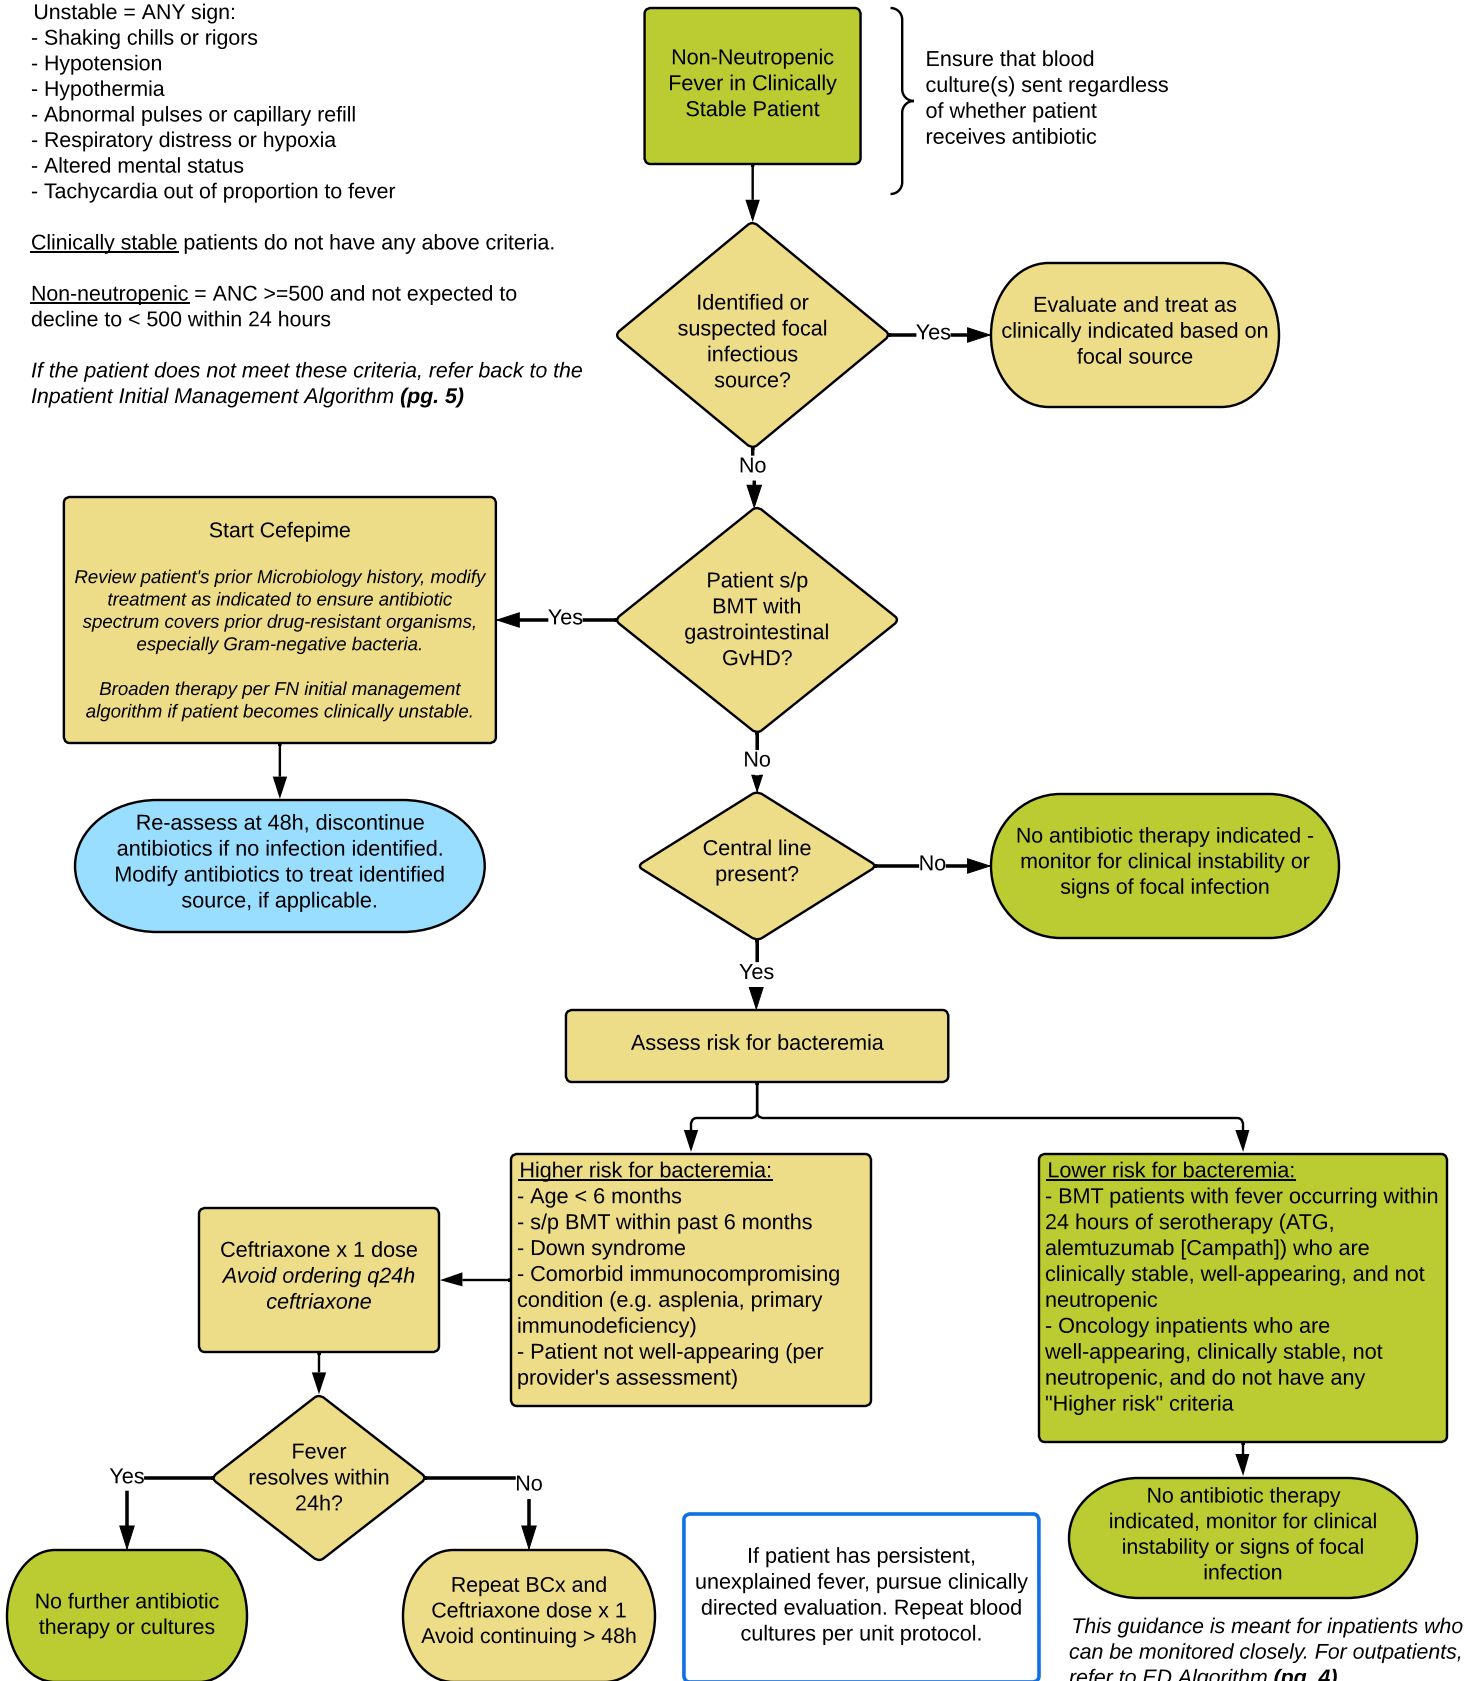 Unstable = ANY sign:
- Shaking chills or rigors
- Hypotension
- Hypothermia
- Abnormal pulses or capillary refill
- Respiratory distress or hypoxia
- Altered mental status
- Tachycardia out of proportion to fever
Clinically stable patients do not have any above criteria.
Non-neutropenic = ANC >=500 and not expected to
decline to < 500 within 24 hours
If the patient does not meet these criteria, refer back to the
Inpatient Initial Management Algorithm (pg. 5)
Non-Neutropenic
Fever in Clinically
Stable Patient
Ensure that blood
culture(s) sent regardless
of whether patient
receives antibiotic
Identified or
suspected focal
infectious
source?
Yes
Evaluate and treat as
clinically indicated based on
focal source
No
Patient s/p
BMT with
gastrointestinal
GvHD?
Yes
Start Cefepime
Review patient's prior Microbiology history, modify
treatment as indicated to ensure antibiotic
spectrum covers prior drug-resistant organisms,
especially Gram-negative bacteria.
Broaden therapy per FN initial management
algorithm if patient becomes clinically unstable.
Re-assess at 48h, discontinue
antibiotics if no infection identified.
Modify antibiotics to treat identified
source, if applicable.
No
Central line
present?
No
No antibiotic therapy indicated -
monitor for clinical instability or
signs of focal infection
Yes
Assess risk for bacteremia
Higher risk for bacteremia:
- Age < 6 months
- s/p BMT within past 6 months
- Down syndrome
- Comorbid immunocompromising
condition (e.g. asplenia, primary
immunodeficiency)
- Patient not well-appearing (per
provider's assessment)
Lower risk for bacteremia:
- BMT patients with fever occurring within
24 hours of serotherapy (ATG,
alemtuzumab [Campath]) who are
clinically stable, well-appearing, and not
neutropenic
- Oncology inpatients who are
well-appearing, clinically stable, not
neutropenic, and do not have any
"Higher risk" criteria
Ceftriaxone x 1 dose
Avoid ordering q24h
ceftriaxone
Fever
resolves within
24h?
Yes
No
No further antibiotic
therapy or cultures
Repeat BCx and
Ceftriaxone dose x 1
Avoid continuing > 48h
If patient has persistent,
unexplained fever, pursue clinically
directed evaluation. Repeat blood
cultures per unit protocol.
No antibiotic therapy
indicated, monitor for clinical
instability or signs of focal
infection
This guidance is meant for inpatients who
can be monitored closely. For outpatients,
refer to ED Algorithm (pg. 4)